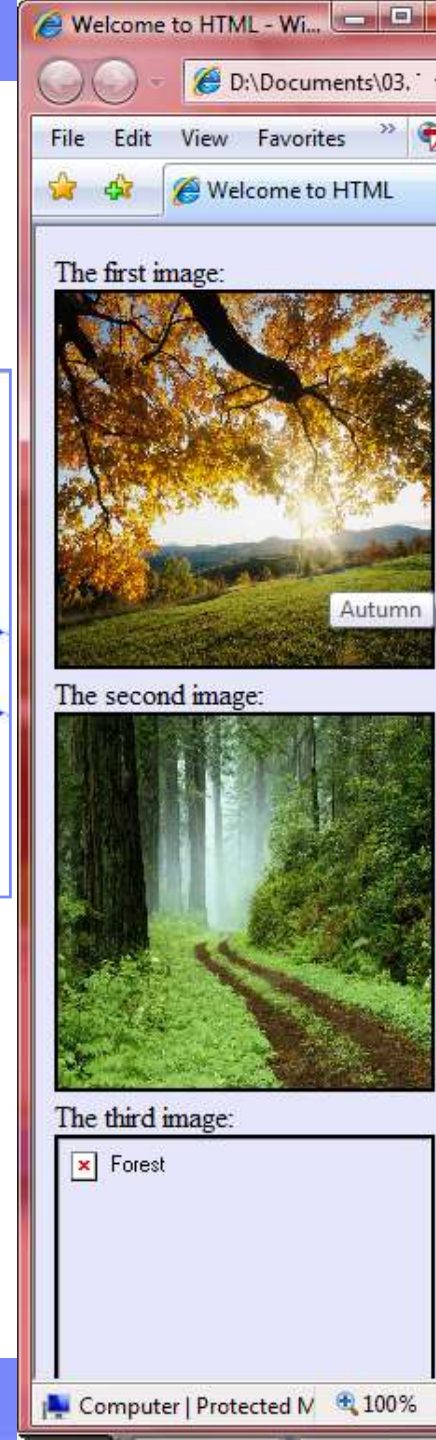 Welcome to HTML - Wi...
D:\Documents\03.
File Edit View Favorites »
Welcome to HTML
The first image:
Autumn
The second image:
The third image:
Forest
Computer | Protected M 100%